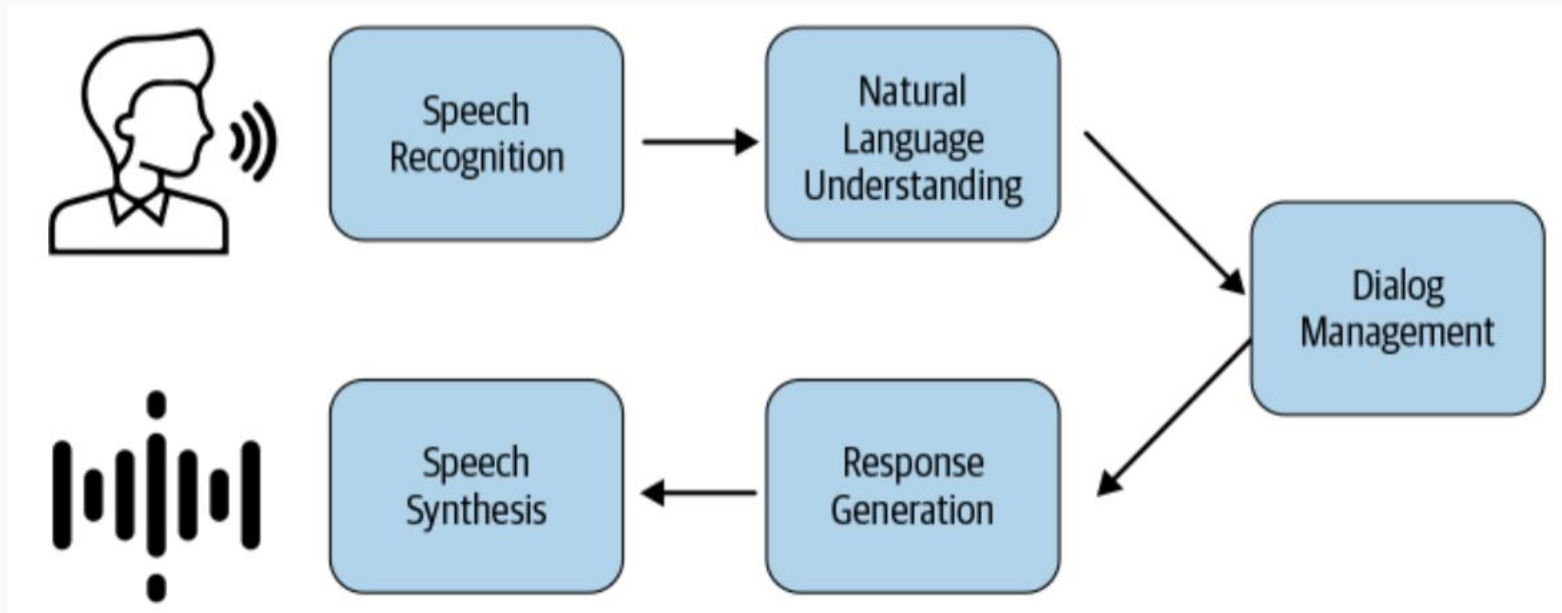 Speech
Recognition
Natural
Language
Understanding
Dialog
Management
Response
Generation
Speech
Synthesis